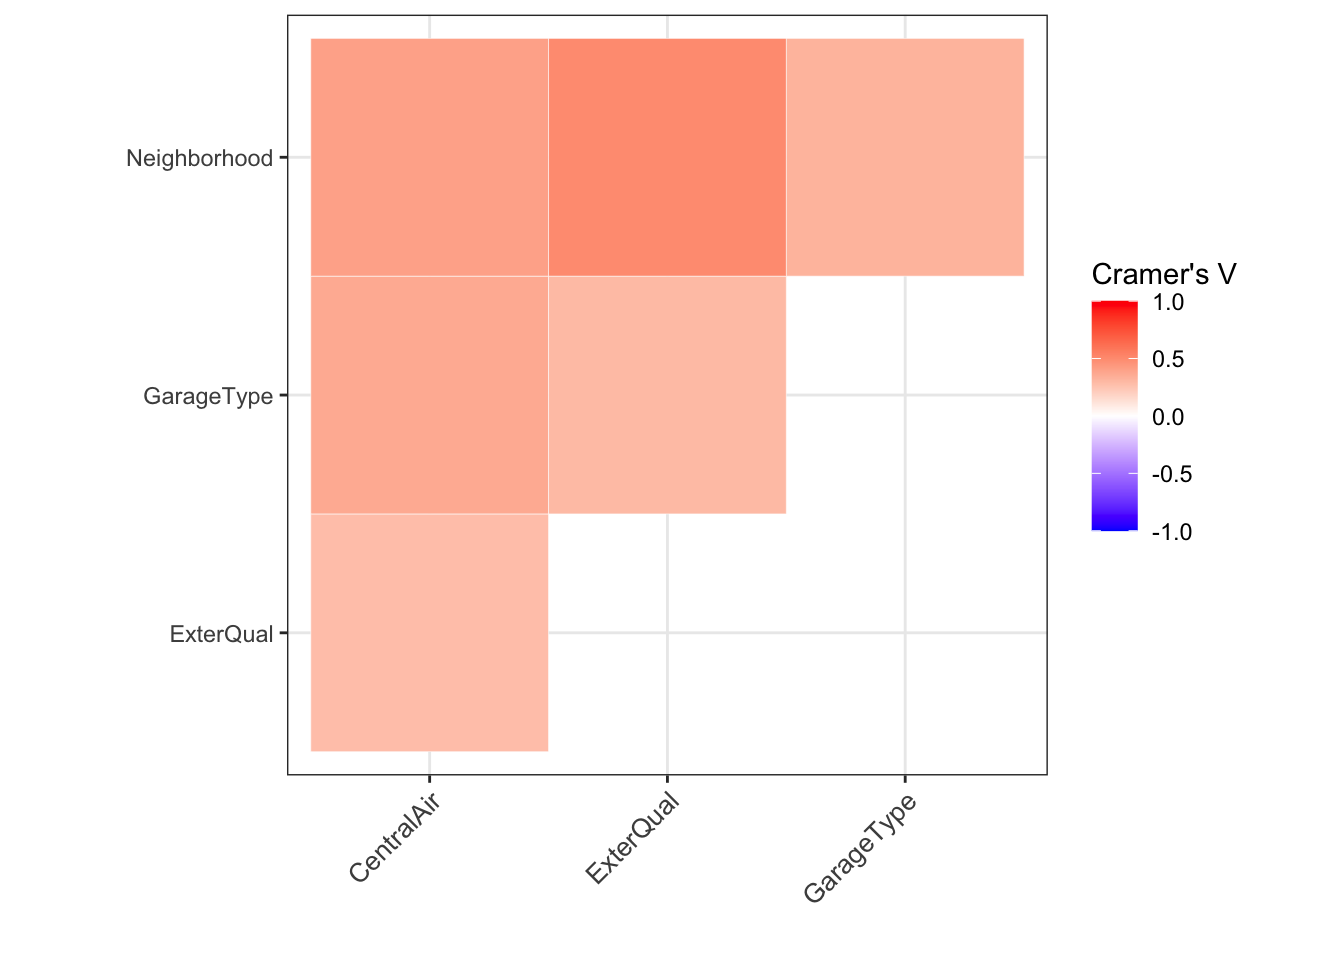 Neighborhood
GarageType
ExterQual
CentralAir
ExterQual
GarageType
Cramer's V
1.0
0.5
0.0
-0.5
-1.0